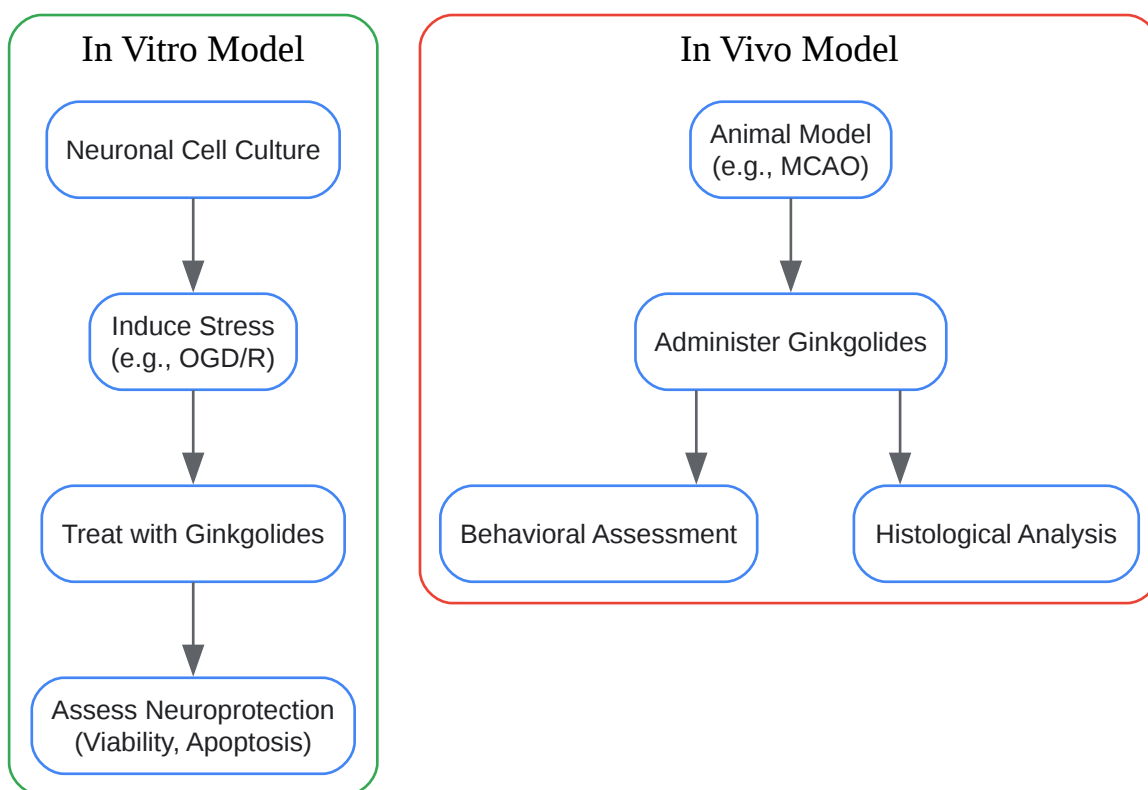 In Vitro Model
Neuronal Cell Culture
Induce Stress
(e.g., OGD/R)
Treat with Ginkgolides
Assess Neuroprotection
(Viability, Apoptosis)
In Vivo Model
Animal Model
(e.g., MCAO)
Administer Ginkgolides
Behavioral Assessment
Histological Analysis